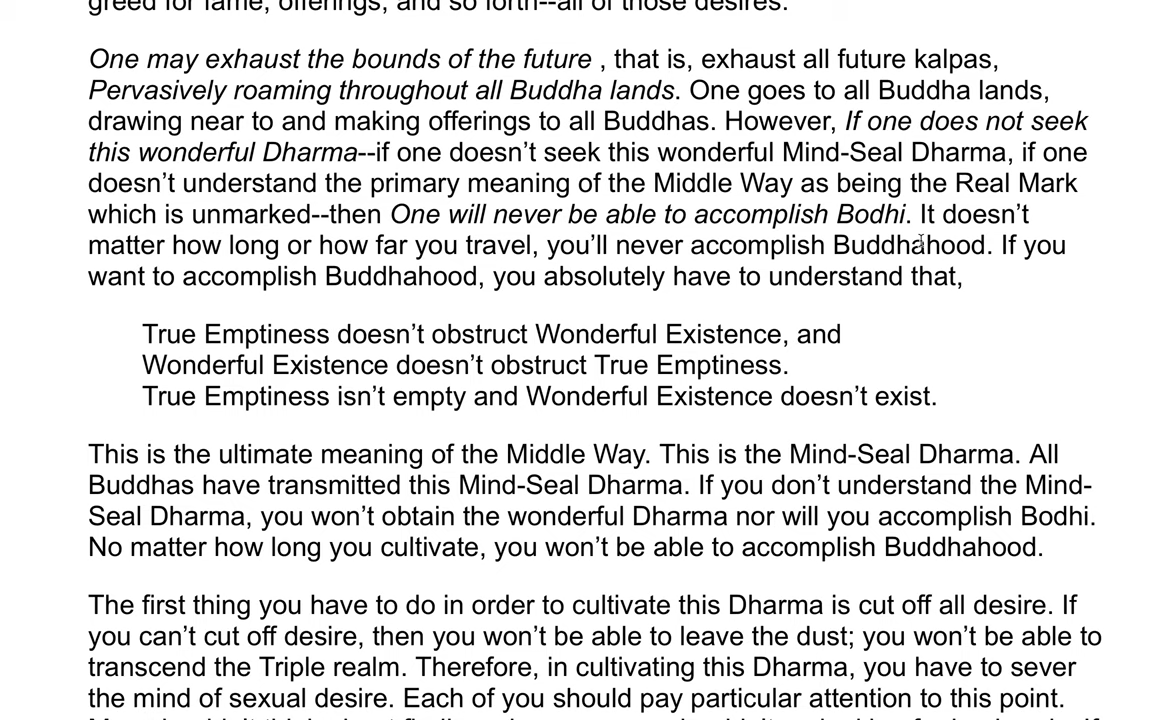 greed for fame, offerings, and so forth--all of those desires.
One may exhaust the bounds of the future , that is, exhaust all future kalpas,
Pervasively roaming throughout all Buddha lands. One goes to all Buddha lands,
drawing near to and making offerings to all Buddhas. However, If one does not seek
this wonderful Dharma--if one doesn’t seek this wonderful Mind-Seal Dharma, if one
doesn’t understand the primary meaning of the Middle Way as being the Real Mark
which is unmarked--then One will never be able to accomplish Bodhi. It doesn’t
matter how long or how far you travel, you’ll never accomplish Buddhahood. If you
want to accomplish Buddhahood, you absolutely have to understand that,
True Emptiness doesn’t obstruct Wonderful Existence, and
Wonderful Existence doesn’t obstruct True Emptiness.
True Emptiness isn’t empty and Wonderful Existence doesn’t exist.
This is the ultimate meaning of the Middle Way. This is the Mind-Seal Dharma. All
Buddhas have transmitted this Mind-Seal Dharma. If you don’t understand the Mind-
Seal Dharma, you won’t obtain the wonderful Dharma nor will you accomplish Bodhi.
No matter how long you cultivate, you won’t be able to accomplish Buddhahood.
The first thing you have to do in order to cultivate this Dharma is cut off all desire. If
you can’t cut off desire, then you won’t be able to leave the dust; you won’t be able to
transcend the Triple realm. Therefore, in cultivating this Dharma, you have to sever
the mind of sexual desire. Each of you should pay particular attention to this point.